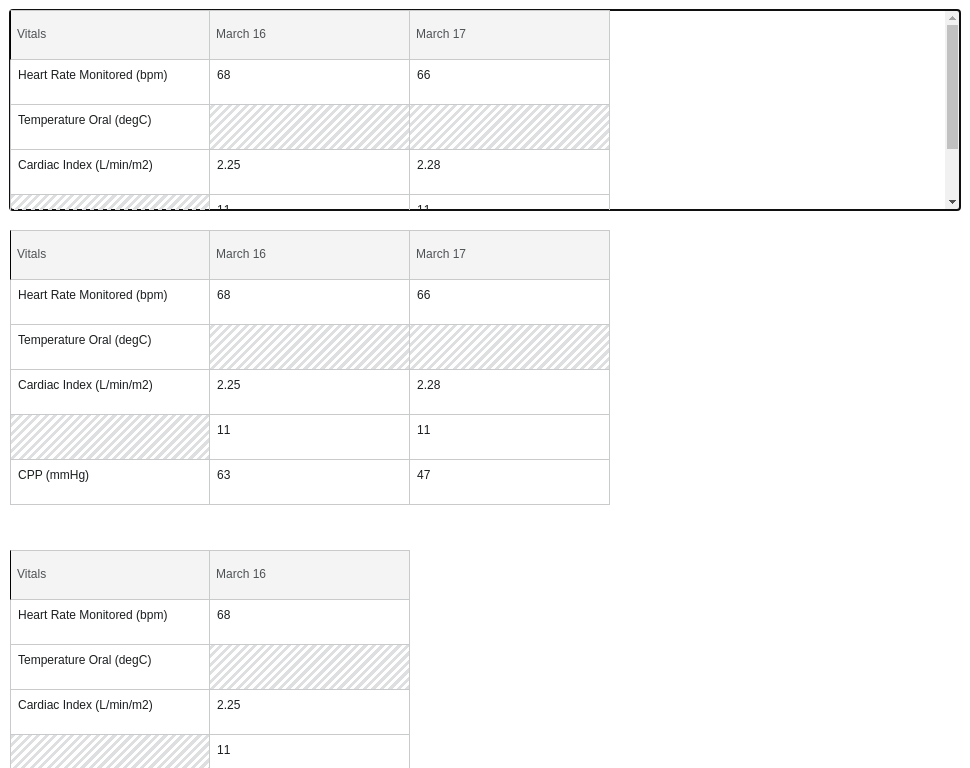 Vitals March 16 March 17
Heart Rate Monitored (bpm) 68 66
Temperature Oral (degC)
Cardiac Index (L/min/m2) 2.25 2.28
11 11
Vitals March 16 March 17
Heart Rate Monitored (bpm) 68 66
Temperature Oral (degC)
Cardiac Index (L/min/m2) 2.25 2.28
11 11
CPP (mmHg) 63 47
Vitals March 16
Heart Rate Monitored (bpm) 68
Temperature Oral (degC)
Cardiac Index (L/min/m2) 2.25
11